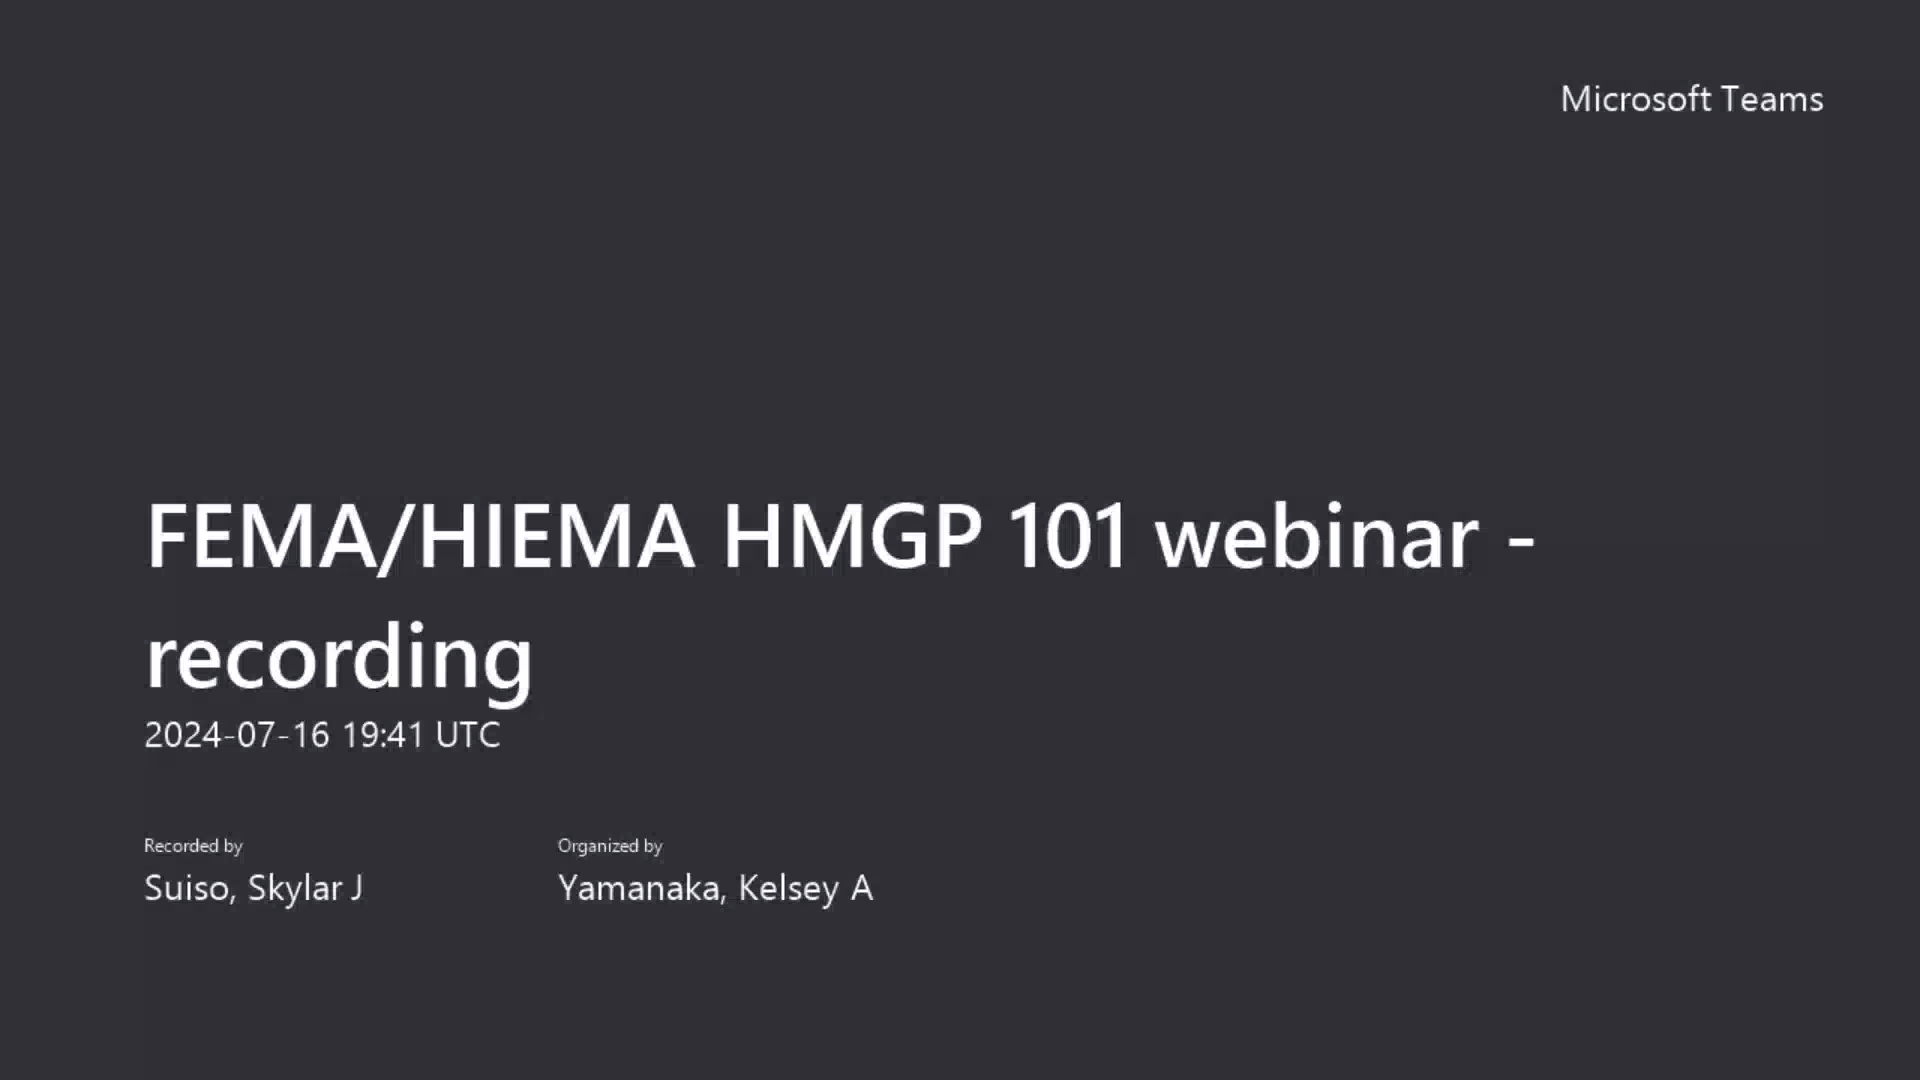 Microsoft Teams
FEMA/HIEMA HMGP 101 webinar -
recording
2024-07-16 19:41 UTC
Recorded by
Suiso, Skylar J
Organized by
Yamanaka, Kelsey A